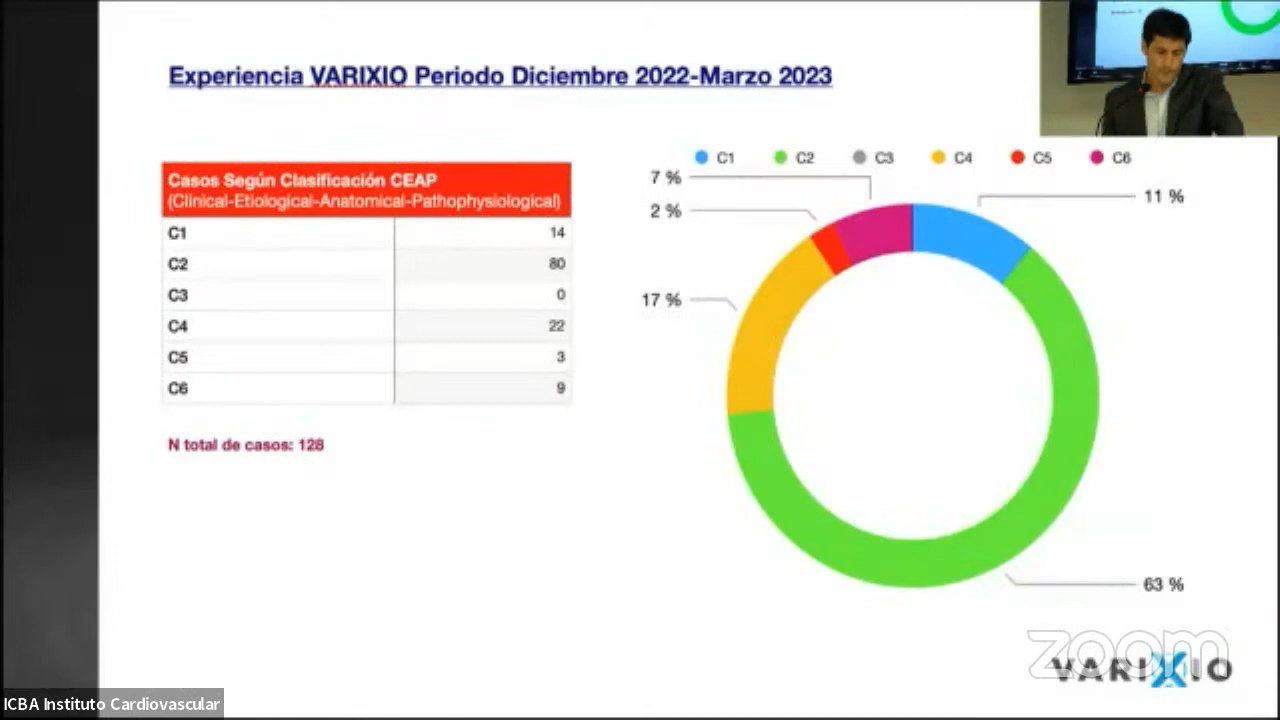 Experiencia VARIXIO Periodo Diciembre 2022-Marzo 2023
Casos Según Clasificación CEAP
(Clinical-Etiological-Anatomical-Pathophysiological)
C1 14
C2 80
C3 0
C4 22
C5 3
C6 9
N total de casos: 128
C1 C2 C3 C4 C5 C6
7 %
2 %
11 %
17 %
63 %
zoom
VARIXIO
ICBA Instituto Cardiovascular